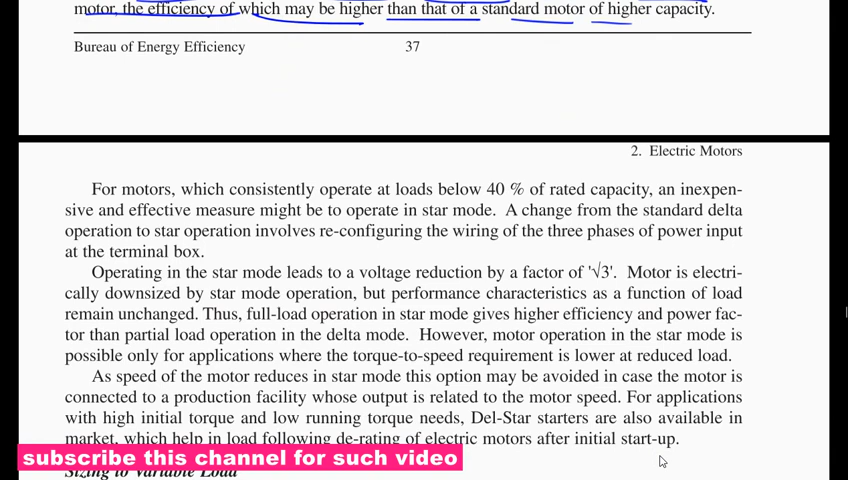 motor, the efficiency of which may be higher than that of a standard motor of higher capacity.
Bureau of Energy Efficiency 37
2. Electric Motors
For motors, which consistently operate at loads below 40 % of rated capacity, an inexpen-
sive and effective measure might be to operate in star mode. A change from the standard delta
operation to star operation involves re-configuring the wiring of the three phases of power input
at the terminal box.
Operating in the star mode leads to a voltage reduction by a factor of '√3'. Motor is electri-
cally downsized by star mode operation, but performance characteristics as a function of load
remain unchanged. Thus, full-load operation in star mode gives higher efficiency and power fac-
tor than partial load operation in the delta mode. However, motor operation in the star mode is
possible only for applications where the torque-to-speed requirement is lower at reduced load.
As speed of the motor reduces in star mode this option may be avoided in case the motor is
connected to a production facility whose output is related to the motor speed. For applications
with high initial torque and low running torque needs, Del-Star starters are also available in
market, which help in load following de-rating of electric motors after initial start-up.
subscribe this channel for such video
Sizing to Variable Load